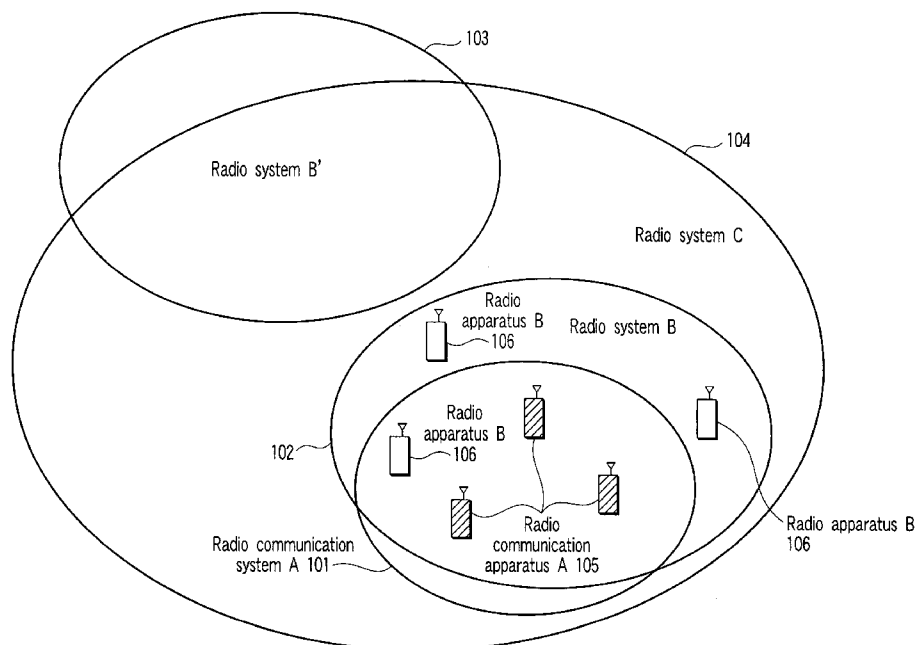 103
Radio system B'
104
Radio system C
Radio
apparatus B
106
Radio system B
Radio
apparatus B
106
102
Radio
communication
apparatus A 105
Radio apparatus B
106
Radio communication
system A 101